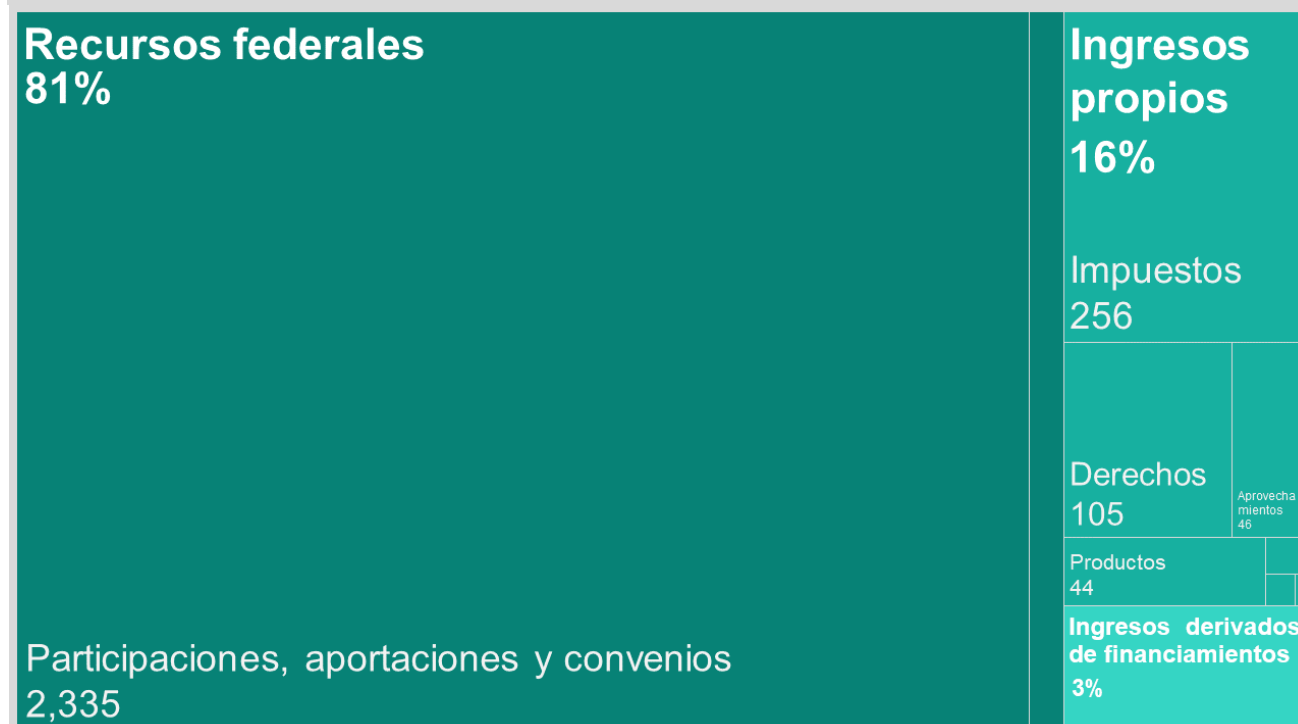 Recursos federales
81%
Participaciones, aportaciones y convenios
2,335
Ingresos
propios
16%
Impuestos
256
Derechos
105
Aprovecha
mientos
46
Productos
44
Ingresos derivados
de financiamientos
3%